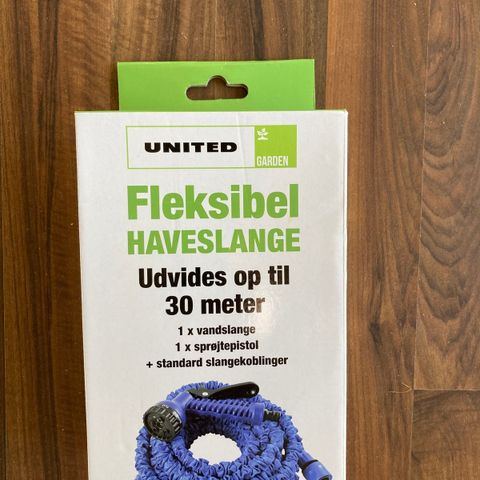 UNITED
GARDEN
Fleksibel
HAVESLANGE
Udvides op til
30 meter
1 x vandslange
1 x sprøjtepistol
+ standard slangekoblinger